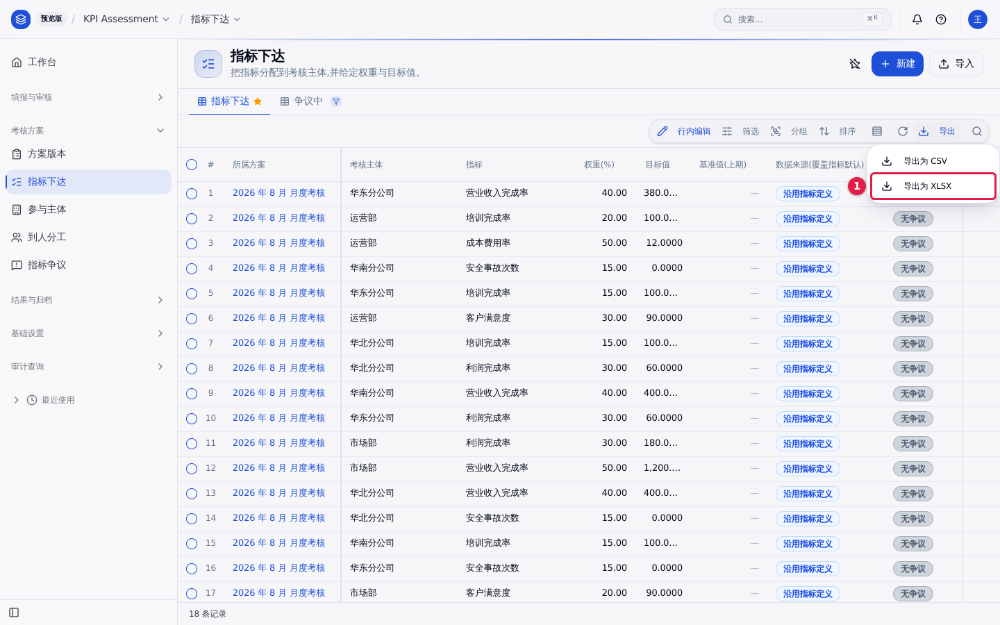 预览版 / KPI Assessment / 指标下达 搜索... ⌘K 王
工作台
填报与审核
考核方案
方案版本
指标下达
参与主体
到人分工
指标争议
结果与归档
基础设置
审计查询
最近使用
指标下达
把指标分配到考核主体,并给定权重与目标值。
新建 导入
指标下达 争议中
行内编辑 筛选 分组 排序 导出
导出为 CSV
1 导出为 XLSX
# 所属方案 考核主体 指标 权重(%) 目标值 基准值(上期) 数据来源(覆盖指标默认)
1 2026 年 8 月 月度考核 华东分公司 营业收入完成率 40.00 380.0... — 沿用指标定义
2 2026 年 8 月 月度考核 运营部 培训完成率 20.00 100.0... — 沿用指标定义 无争议
3 2026 年 8 月 月度考核 运营部 成本费用率 50.00 12.0000 — 沿用指标定义 无争议
4 2026 年 8 月 月度考核 华南分公司 安全事故次数 15.00 0.0000 — 沿用指标定义 无争议
5 2026 年 8 月 月度考核 华东分公司 培训完成率 15.00 100.0... — 沿用指标定义 无争议
6 2026 年 8 月 月度考核 运营部 客户满意度 30.00 90.0000 — 沿用指标定义 无争议
7 2026 年 8 月 月度考核 华北分公司 培训完成率 15.00 100.0... — 沿用指标定义 无争议
8 2026 年 8 月 月度考核 华北分公司 利润完成率 30.00 60.0000 — 沿用指标定义 无争议
9 2026 年 8 月 月度考核 华南分公司 营业收入完成率 40.00 400.0... — 沿用指标定义 无争议
10 2026 年 8 月 月度考核 华东分公司 利润完成率 30.00 60.0000 — 沿用指标定义 无争议
11 2026 年 8 月 月度考核 市场部 利润完成率 30.00 180.0... — 沿用指标定义 无争议
12 2026 年 8 月 月度考核 市场部 营业收入完成率 50.00 1,200.... — 沿用指标定义 无争议
13 2026 年 8 月 月度考核 华北分公司 营业收入完成率 40.00 400.0... — 沿用指标定义 无争议
14 2026 年 8 月 月度考核 华北分公司 安全事故次数 15.00 0.0000 — 沿用指标定义 无争议
15 2026 年 8 月 月度考核 华南分公司 培训完成率 15.00 100.0... — 沿用指标定义 无争议
16 2026 年 8 月 月度考核 华东分公司 安全事故次数 15.00 0.0000 — 沿用指标定义 无争议
17 2026 年 8 月 月度考核 市场部 客户满意度 20.00 90.0000 — 沿用指标定义 无争议
18 条记录